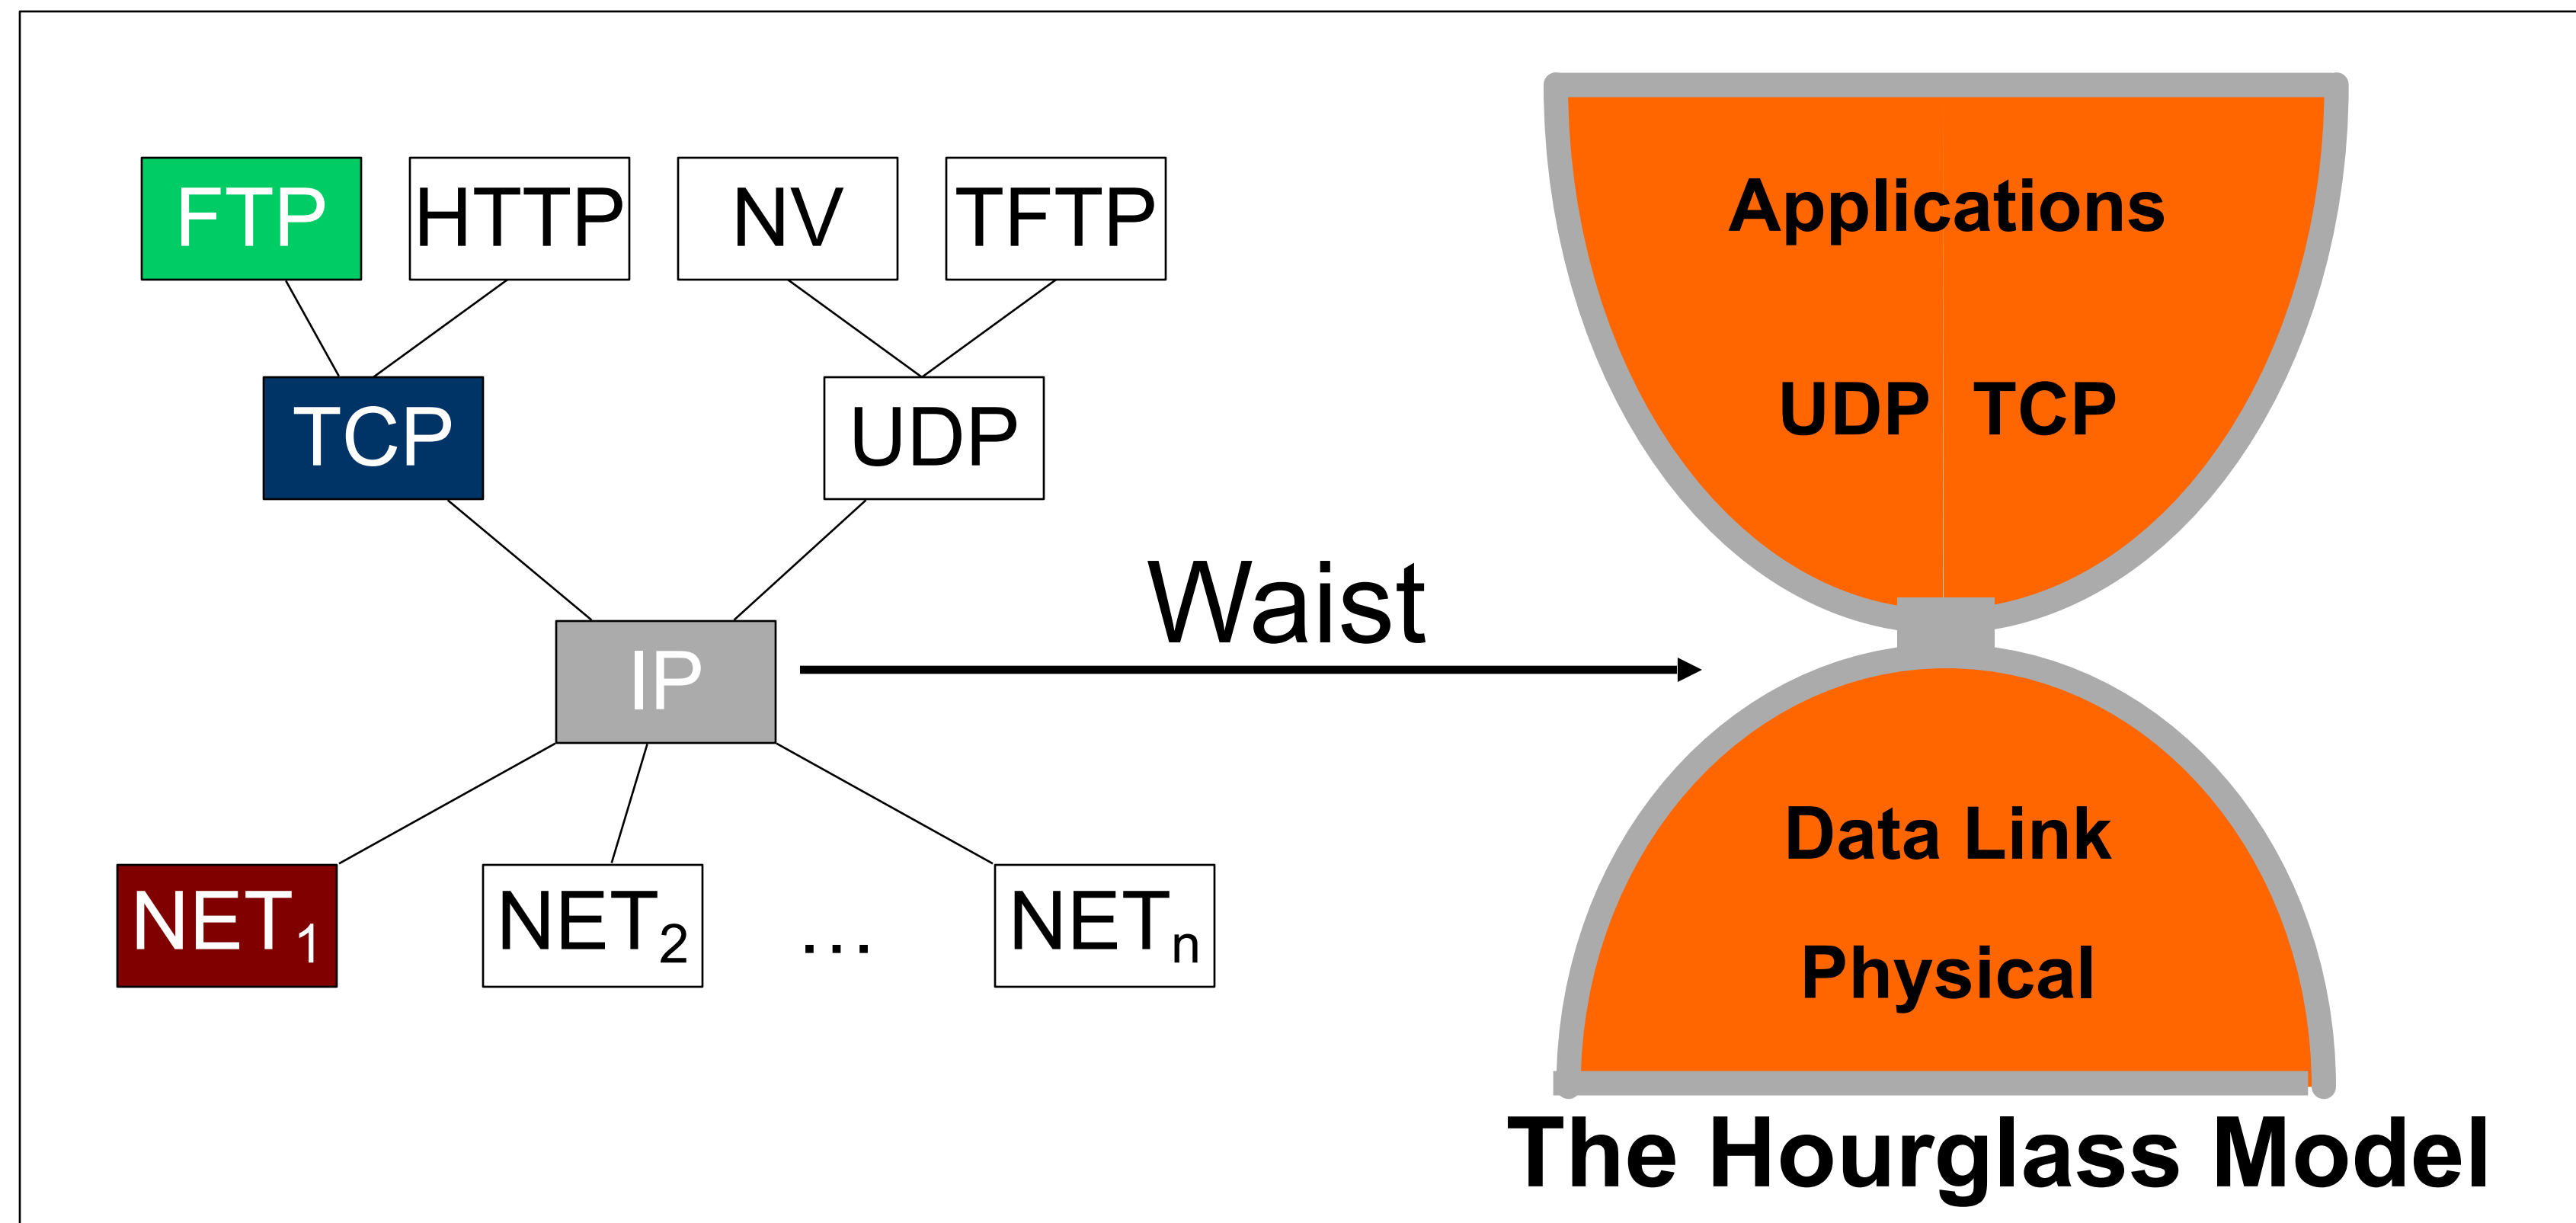 FTP HTTP NV TFTP
TCP UDP
IP
NET₁ NET₂ … NETₙ
Waist
Applications
UDP TCP
Data Link
Physical
The Hourglass Model